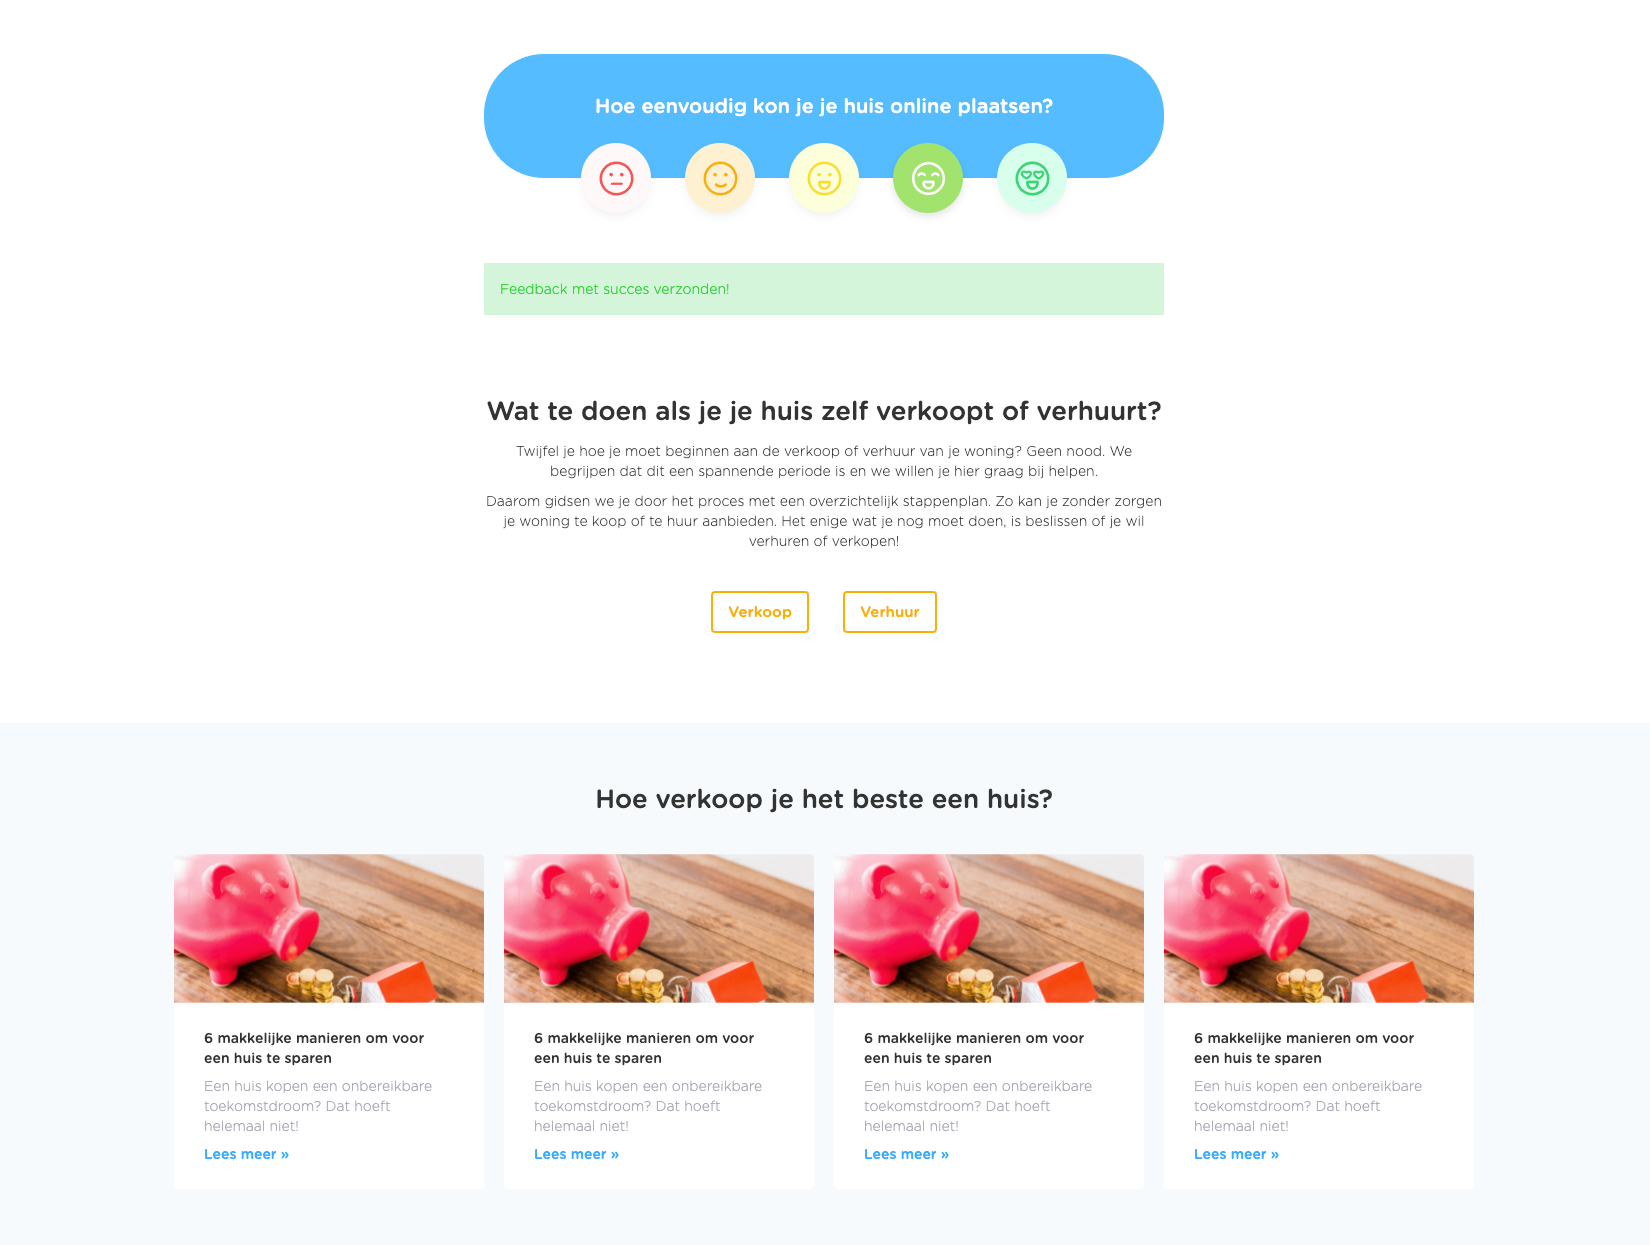 Hoe eenvoudig kon je je huis online plaatsen?
Feedback met succes verzonden!
Wat te doen als je je huis zelf verkoopt of verhuurt?
Twijfel je hoe je moet beginnen aan de verkoop of verhuur van je woning? Geen nood. We
begrijpen dat dit een spannende periode is en we willen je hier graag bij helpen.
Daarom gidsen we je door het proces met een overzichtelijk stappenplan. Zo kan je zonder zorgen
je woning te koop of te huur aanbieden. Het enige wat je nog moet doen, is beslissen of je wil
verhuren of verkopen!
Verkoop
Verhuur
Hoe verkoop je het beste een huis?
6 makkelijke manieren om voor
een huis te sparen
Een huis kopen een onbereikbare
toekomstdroom? Dat hoeft
helemaal niet!
Lees meer »
6 makkelijke manieren om voor
een huis te sparen
Een huis kopen een onbereikbare
toekomstdroom? Dat hoeft
helemaal niet!
Lees meer »
6 makkelijke manieren om voor
een huis te sparen
Een huis kopen een onbereikbare
toekomstdroom? Dat hoeft
helemaal niet!
Lees meer »
6 makkelijke manieren om voor
een huis te sparen
Een huis kopen een onbereikbare
toekomstdroom? Dat hoeft
helemaal niet!
Lees meer »